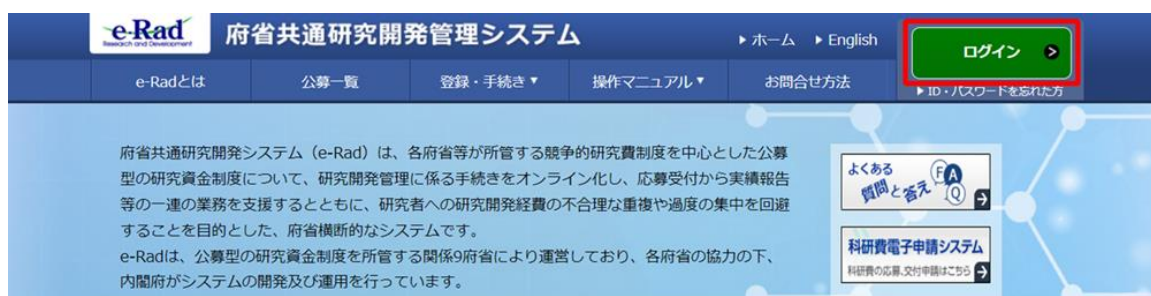 e-Rad
Research and Development
府省共通研究開発管理システム
ホーム
English
ログイン
ID・パスワードを忘れた方
e-Radとは
公募一覧
登録・手続き▼
操作マニュアル▼
お問合せ方法
府省共通研究開発システム（e-Rad）は、各府省等が所管する競争的研究費制度を中心とした公募
型の研究資金制度について、研究開発管理に係る手続きをオンライン化し、応募受付から実績報告
等の一連の業務を支援するとともに、研究者への研究開発経費の不合理な重複や過度の集中を回避
することを目的とした、府省横断的なシステムです。
e-Radは、公募型の研究資金制度を所管する関係9府省により運営しており、各府省の協力の下、
内閣府がシステムの開発及び運用を行っています。
よくある
質問と答え
FAQ
科研費電子申請システム
科研費の応募、交付申請はこちら